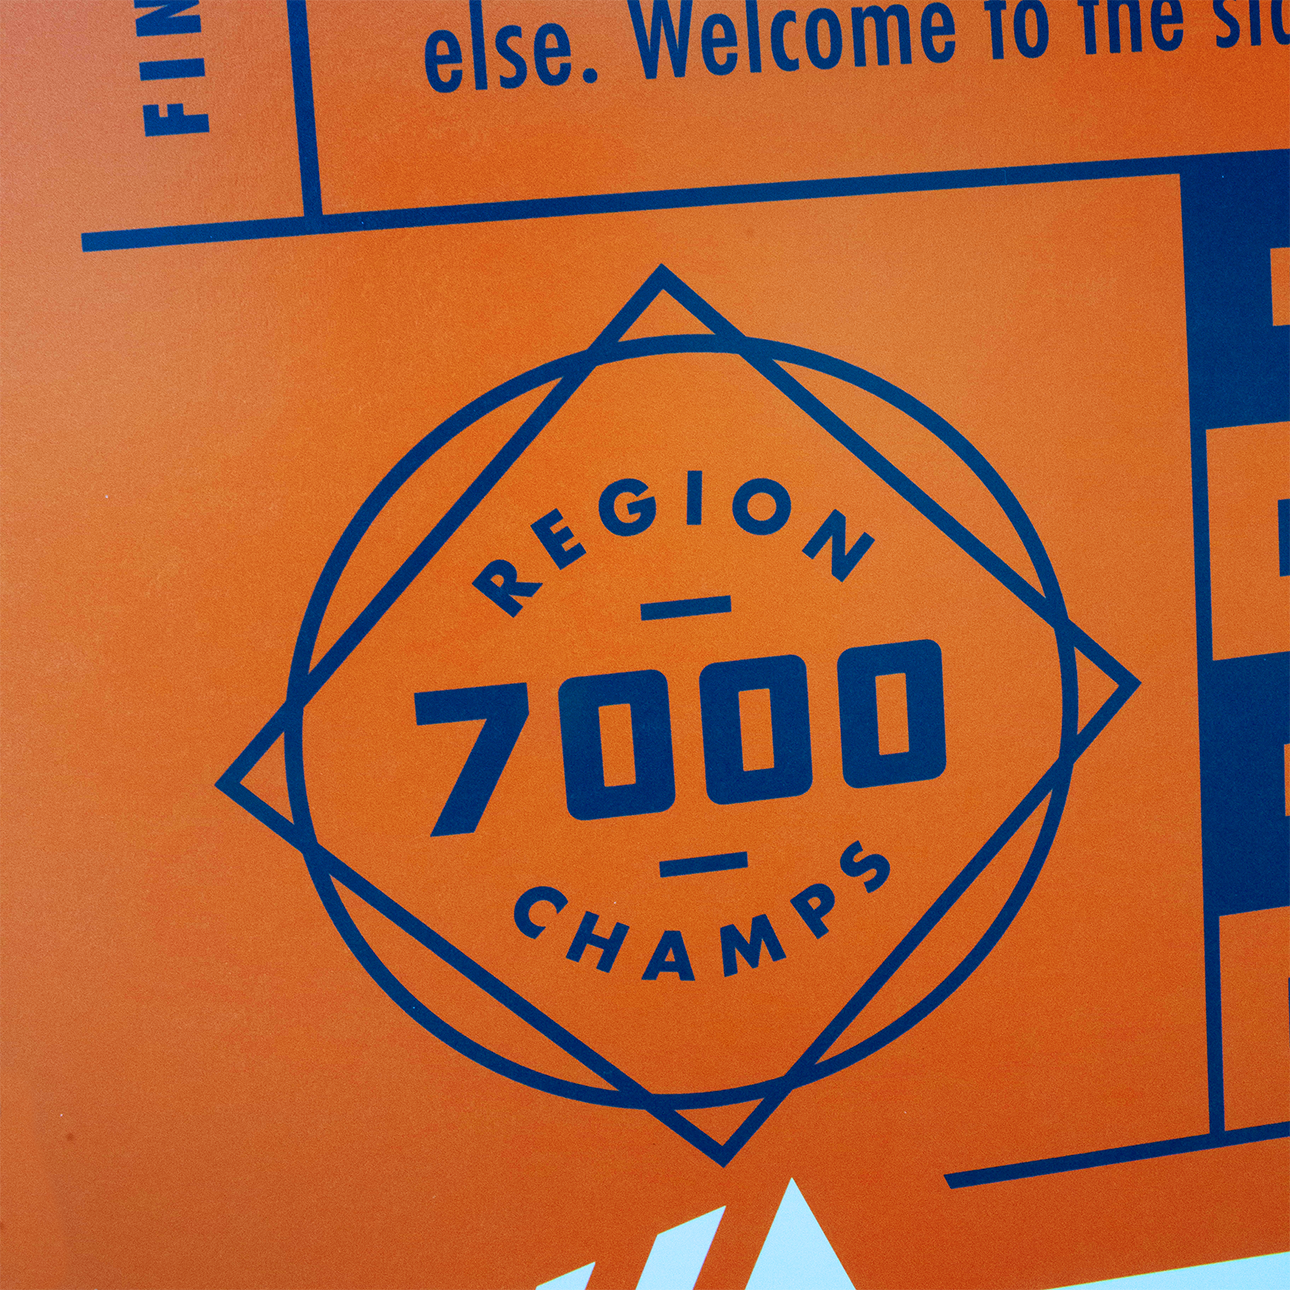 else. Welcome to the
REGION
7000
CHAMPS